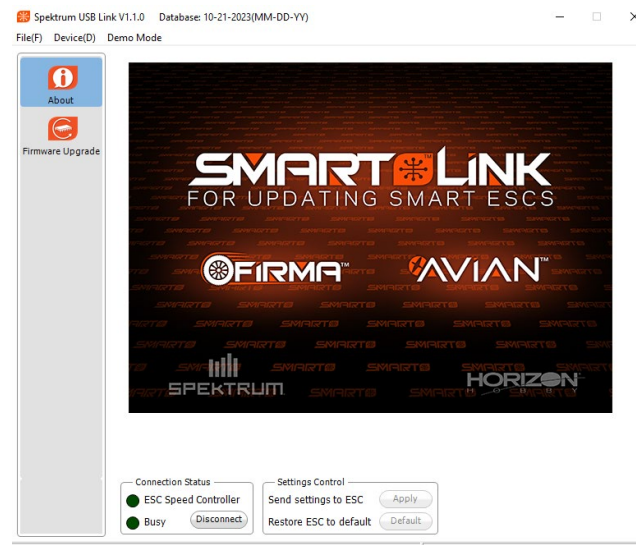 Spektrum USB Link V1.1.0 Database: 10-21-2023(MM-DD-YY)
File(F) Device(D) Demo Mode
About
Firmware Upgrade
SMART LINK
FOR UPDATING SMART ESCS
FIRMA™
AVIAN™
SPEKTRUM
HORIZON
HOBBY
Connection Status
ESC Speed Controller
Busy Disconnect
Settings Control
Send settings to ESC Apply
Restore ESC to default Default